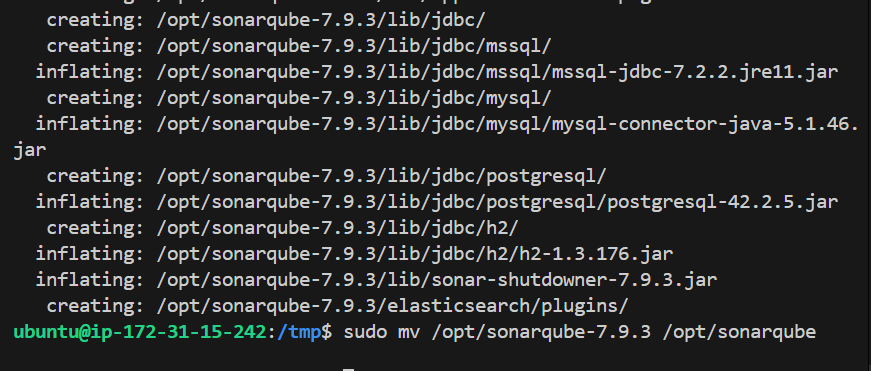 creating: /opt/sonarqube-7.9.3/lib/jdbc/
creating: /opt/sonarqube-7.9.3/lib/jdbc/mssql/
inflating: /opt/sonarqube-7.9.3/lib/jdbc/mssql/mssql-jdbc-7.2.2.jre11.jar
creating: /opt/sonarqube-7.9.3/lib/jdbc/mysql/
inflating: /opt/sonarqube-7.9.3/lib/jdbc/mysql/mysql-connector-java-5.1.46.
jar
creating: /opt/sonarqube-7.9.3/lib/jdbc/postgresql/
inflating: /opt/sonarqube-7.9.3/lib/jdbc/postgresql/postgresql-42.2.5.jar
creating: /opt/sonarqube-7.9.3/lib/jdbc/h2/
inflating: /opt/sonarqube-7.9.3/lib/jdbc/h2/h2-1.3.176.jar
inflating: /opt/sonarqube-7.9.3/lib/sonar-shutdowner-7.9.3.jar
creating: /opt/sonarqube-7.9.3/elasticsearch/plugins/
ubuntu@ip-172-31-15-242:/tmp$ sudo mv /opt/sonarqube-7.9.3 /opt/sonarqube